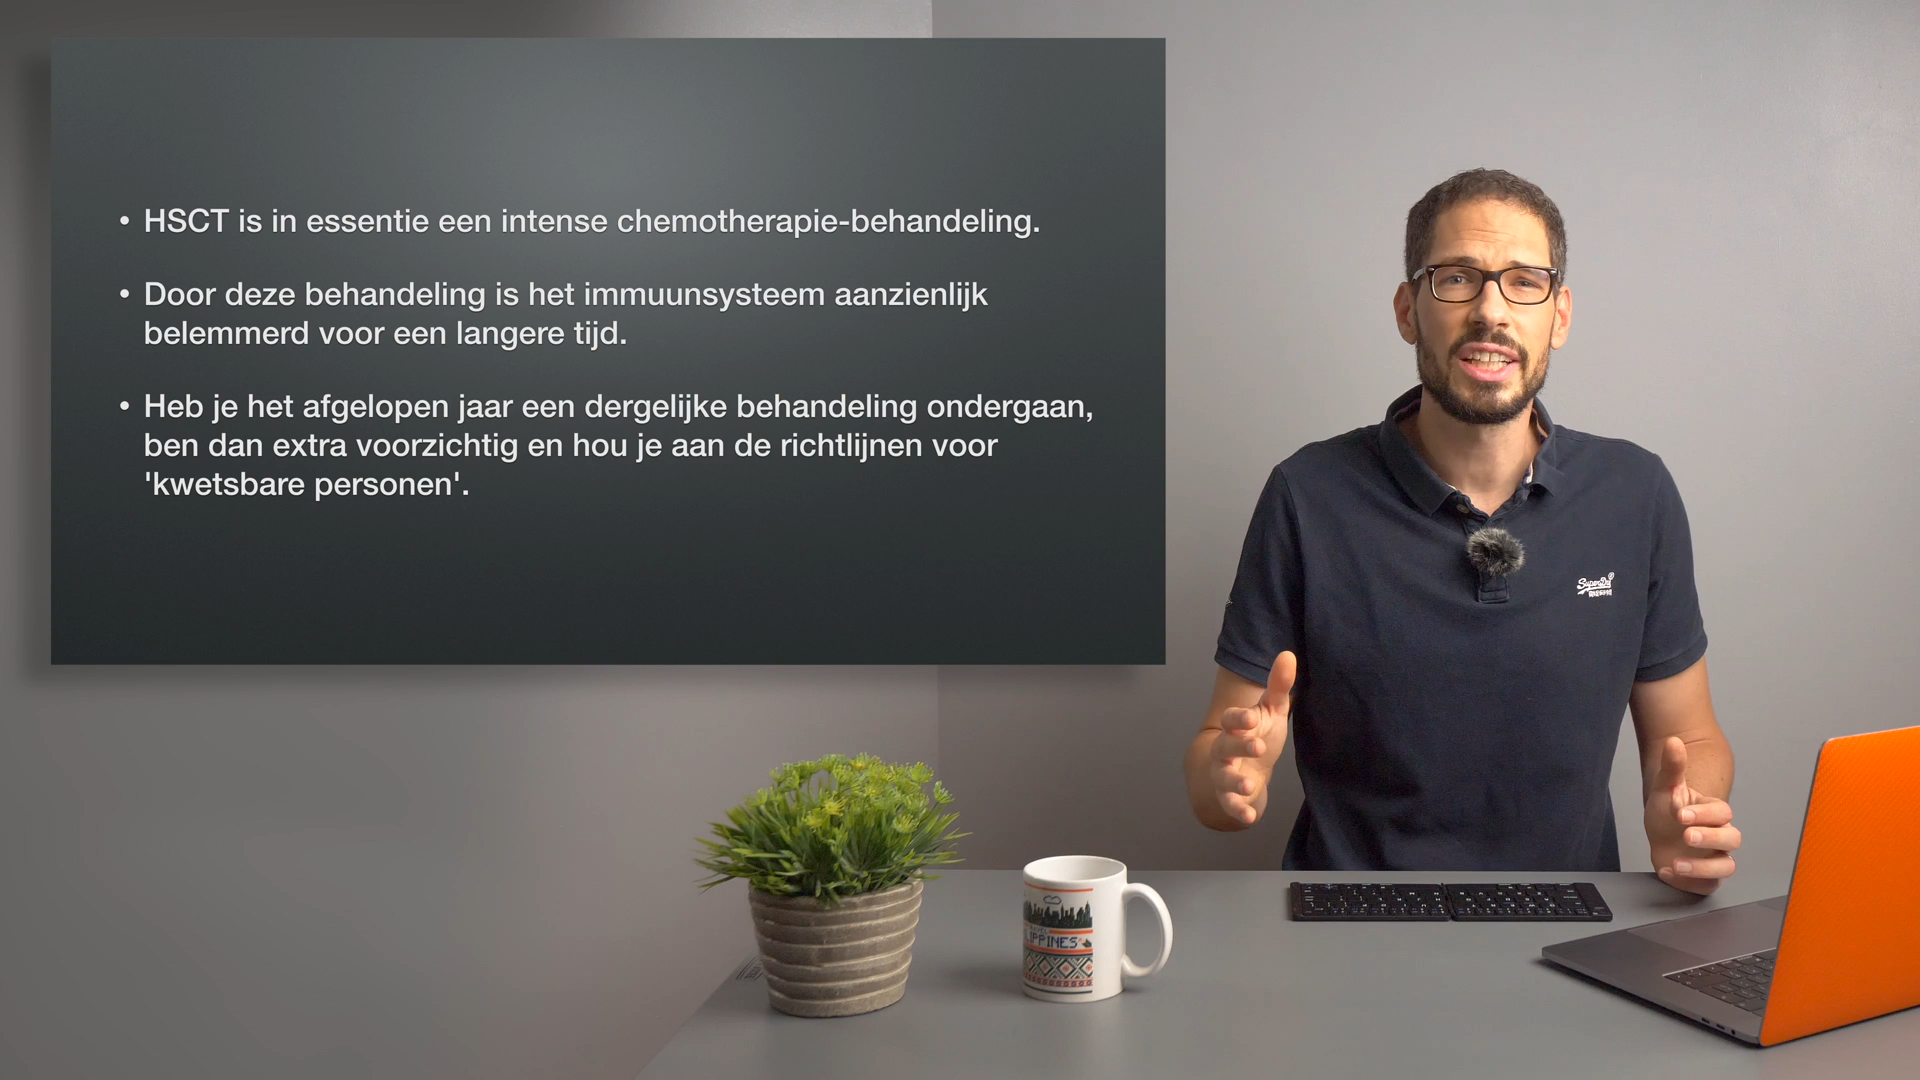 • HSCT is in essentie een intense chemotherapie-behandeling.
• Door deze behandeling is het immuunsysteem aanzienlijk
belemmerd voor een langere tijd.
• Heb je het afgelopen jaar een dergelijke behandeling ondergaan,
ben dan extra voorzichtig en hou je aan de richtlijnen voor
'kwetsbare personen'.
SuperDry